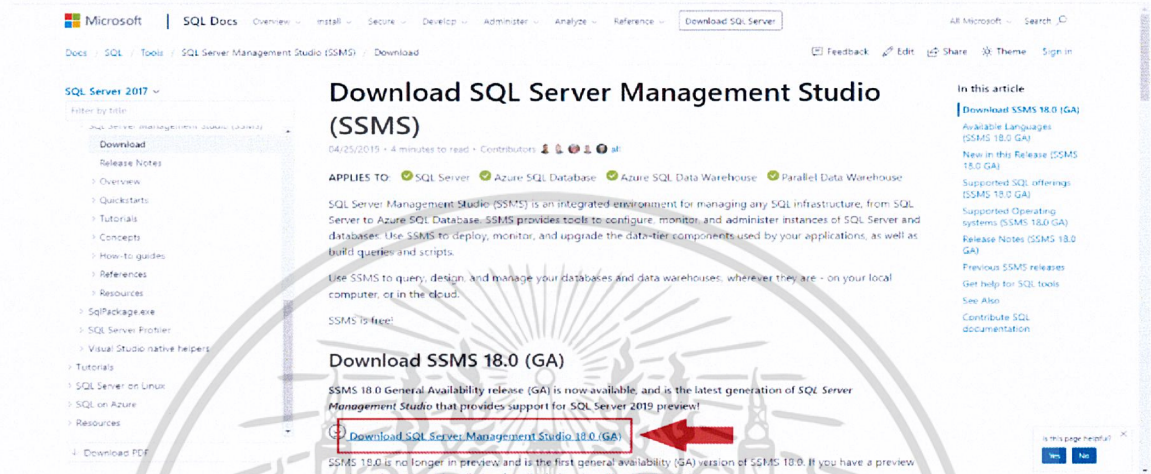 Microsoft | SQL Docs Overview Install Secure Develop Administer Analyze Reference Download SQL Server All Microsoft Search
Docs / SQL / Tools / SQL Server Management Studio (SSMS) / Download
Feedback Edit Share Theme Sign in
SQL Server 2017
Filter by title
SQL Server Management Studio (SSMS)
Download
Release Notes
Overview
Quickstarts
Tutorials
Concepts
How-to guides
References
Resources
SqlPackage.exe
SQL Server Profiler
Visual Studio native helpers
Tutorials
SQL Server on Linux
SQL on Azure
Resources
Download PDF
Download SQL Server Management Studio
(SSMS)
04/25/2019 • 4 minutes to read • Contributors all
APPLIES TO: SQL Server Azure SQL Database Azure SQL Data Warehouse Parallel Data Warehouse
SQL Server Management Studio (SSMS) is an integrated environment for managing any SQL infrastructure, from SQL
Server to Azure SQL Database. SSMS provides tools to configure, monitor, and administer instances of SQL Server and
databases. Use SSMS to deploy, monitor, and upgrade the data-tier components used by your applications, as well as
build queries and scripts.
Use SSMS to query, design, and manage your databases and data warehouses, wherever they are - on your local
computer, or in the cloud.
SSMS is free!
Download SSMS 18.0 (GA)
SSMS 18.0 General Availability release (GA) is now available, and is the latest generation of SQL Server
Management Studio that provides support for SQL Server 2019 preview!
Download SQL Server Management Studio 18.0 (GA)
SSMS 18.0 is no longer in preview and is the first general availability (GA) version of SSMS 18.0. If you have a preview
In this article
Download SSMS 18.0 (GA)
Available Languages
(SSMS 18.0 GA)
New in this Release (SSMS
18.0 GA)
Supported SQL offerings
(SSMS 18.0 GA)
Supported Operating
systems (SSMS 18.0 GA)
Release Notes (SSMS 18.0
GA)
Previous SSMS releases
Get help for SQL tools
See Also
Contribute SQL
documentation
Is this page helpful?
Yes No